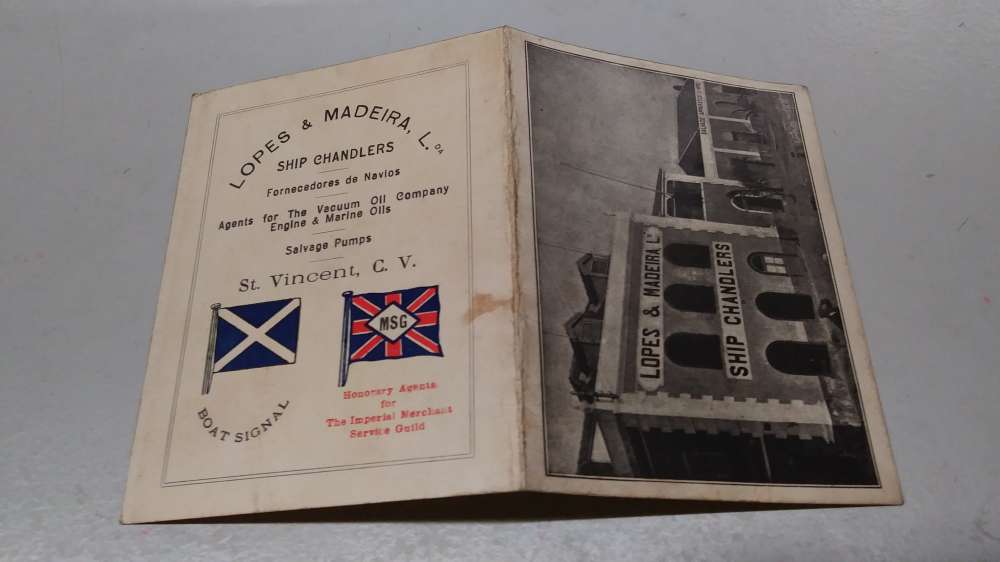 LOPES & MADEIRA, L.DA
SHIP CHANDLERS
Fornecedores de Navios
Agents for The Vacuum Oil Company
Engine & Marine Oils
Salvage Pumps
St. Vincent, C. V.
MSG
BOAT SIGNAL
Honorary Agents
for
The Imperial Merchant
Service Guild
LOPES & MADEIRA L.DA
SHIP CHANDLERS